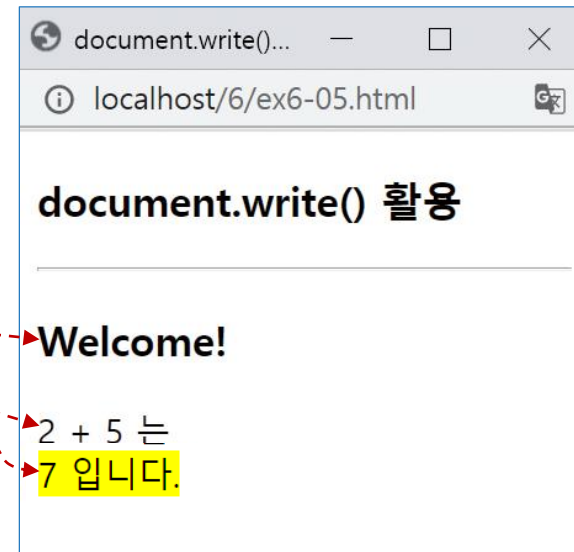 document.write()...
localhost/6/ex6-05.html
document.write() 활용
Welcome!
2 + 5 는
7 입니다.